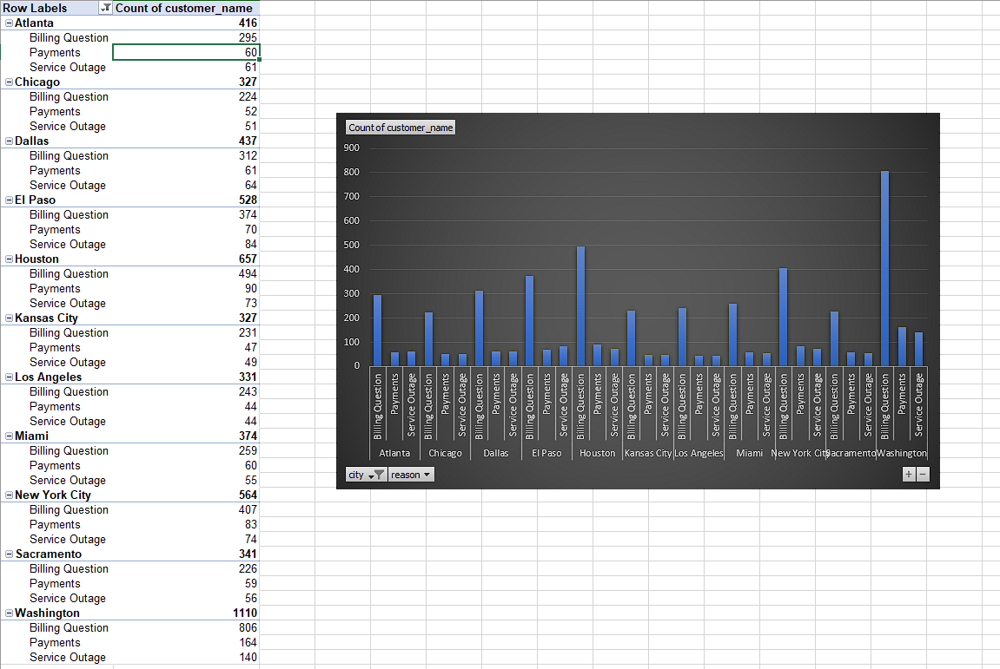 Row Labels Count of customer_name
Atlanta 416
Billing Question 295
Payments 60
Service Outage 61
Chicago 327
Billing Question 224
Payments 52
Service Outage 51
Dallas 437
Billing Question 312
Payments 61
Service Outage 64
El Paso 528
Billing Question 374
Payments 70
Service Outage 84
Houston 657
Billing Question 494
Payments 90
Service Outage 73
Kansas City 327
Billing Question 231
Payments 47
Service Outage 49
Los Angeles 331
Billing Question 243
Payments 44
Service Outage 44
Miami 374
Billing Question 259
Payments 60
Service Outage 55
New York City 564
Billing Question 407
Payments 83
Service Outage 74
Sacramento 341
Billing Question 226
Payments 59
Service Outage 56
Washington 1110
Billing Question 806
Payments 164
Service Outage 140
Count of customer_name
900
800
700
600
500
400
300
200
100
0
Billing Question
Payments
Service Outage
Billing Question
Payments
Service Outage
Billing Question
Payments
Service Outage
Billing Question
Payments
Service Outage
Billing Question
Payments
Service Outage
Billing Question
Payments
Service Outage
Billing Question
Payments
Service Outage
Billing Question
Payments
Service Outage
Billing Question
Payments
Service Outage
Billing Question
Payments
Service Outage
Billing Question
Payments
Service Outage
Atlanta Chicago Dallas El Paso Houston Kansas City Los Angeles Miami New York City Sacramento Washington
city reason + −